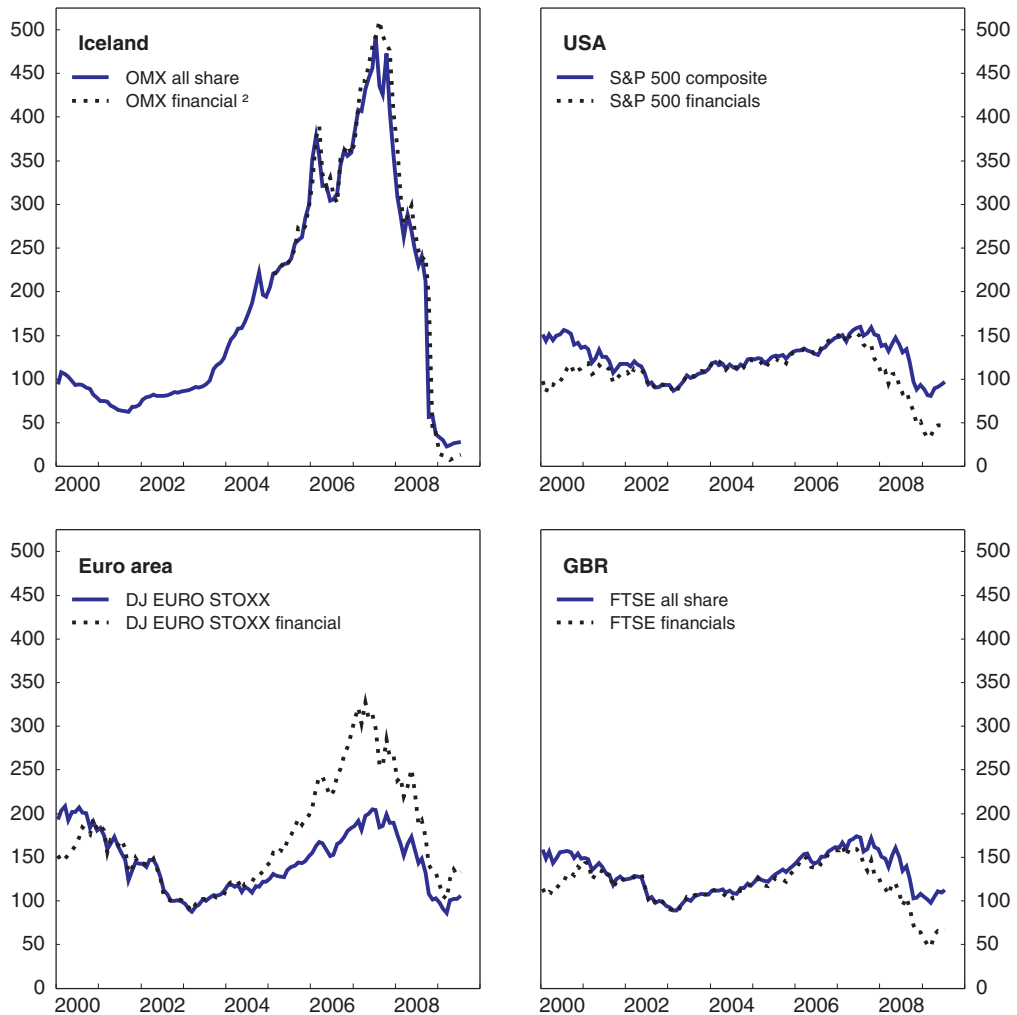 Iceland
OMX all share
OMX financial ²
500
450
400
350
300
250
200
150
100
50
0
2000 2002 2004 2006 2008
USA
S&P 500 composite
S&P 500 financials
500
450
400
350
300
250
200
150
100
50
0
2000 2002 2004 2006 2008
Euro area
DJ EURO STOXX
DJ EURO STOXX financial
500
450
400
350
300
250
200
150
100
50
0
2000 2002 2004 2006 2008
GBR
FTSE all share
FTSE financials
500
450
400
350
300
250
200
150
100
50
0
2000 2002 2004 2006 2008